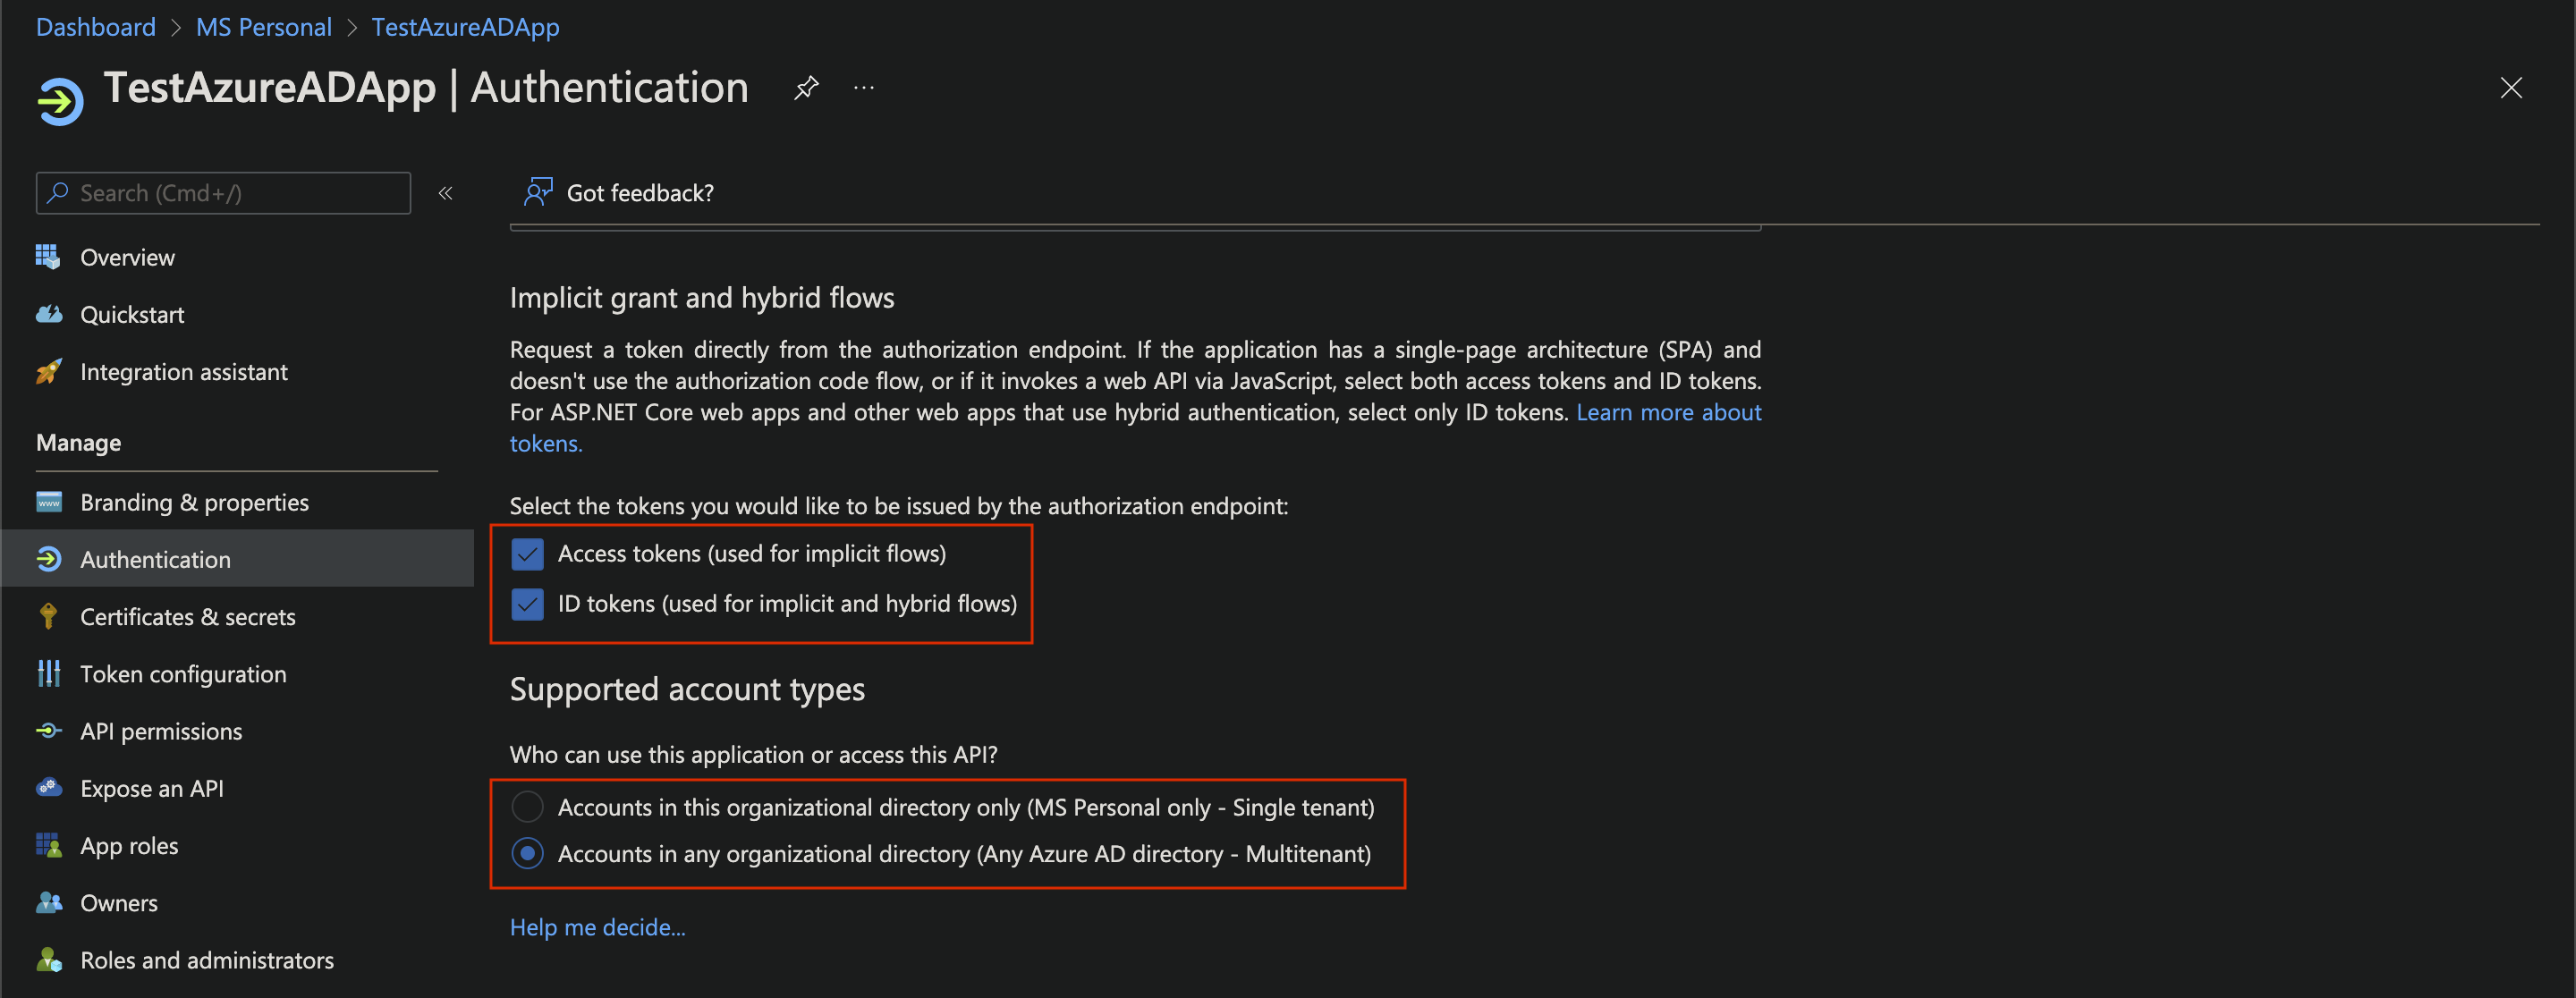 Dashboard > MS Personal > TestAzureADApp
TestAzureADApp | Authentication
Search (Cmd+/)
«
Got feedback?
Overview
Quickstart
Integration assistant
Manage
Branding & properties
Authentication
Certificates & secrets
Token configuration
API permissions
Expose an API
App roles
Owners
Roles and administrators
Implicit grant and hybrid flows
Request a token directly from the authorization endpoint. If the application has a single-page architecture (SPA) and
doesn't use the authorization code flow, or if it invokes a web API via JavaScript, select both access tokens and ID tokens.
For ASP.NET Core web apps and other web apps that use hybrid authentication, select only ID tokens. Learn more about
tokens.
Select the tokens you would like to be issued by the authorization endpoint:
Access tokens (used for implicit flows)
ID tokens (used for implicit and hybrid flows)
Supported account types
Who can use this application or access this API?
Accounts in this organizational directory only (MS Personal only - Single tenant)
Accounts in any organizational directory (Any Azure AD directory - Multitenant)
Help me decide...